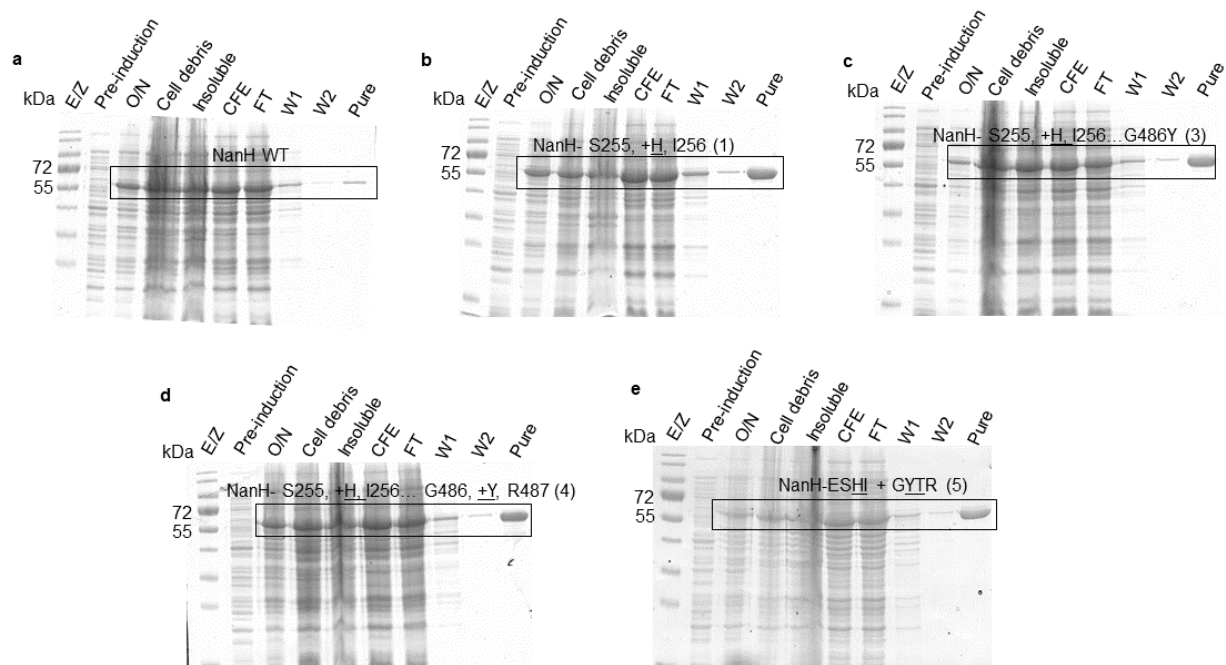 a
kDa
E/Z
Pre-induction
O/N
Cell debris
Insoluble
CFE
FT
W1
W2
Pure
72
55
NanH WT
b
kDa
E/Z
Pre-induction
O/N
Cell debris
Insoluble
CFE
FT
W1
W2
Pure
72
55
NanH- S255, +H, I256 (1)
c
kDa
E/Z
Pre-induction
O/N
Cell debris
Insoluble
CFE
FT
W1
W2
Pure
72
55
NanH- S255, +H, I256... G486Y (3)
d
kDa
E/Z
Pre-induction
O/N
Cell debris
Insoluble
CFE
FT
W1
W2
Pure
72
55
NanH- S255, +H, I256... G486, +Y, R487 (4)
e
kDa
E/Z
Pre-induction
O/N
Cell debris
Insoluble
CFE
FT
W1
W2
Pure
72
55
NanH-ESHI + GYTR (5)